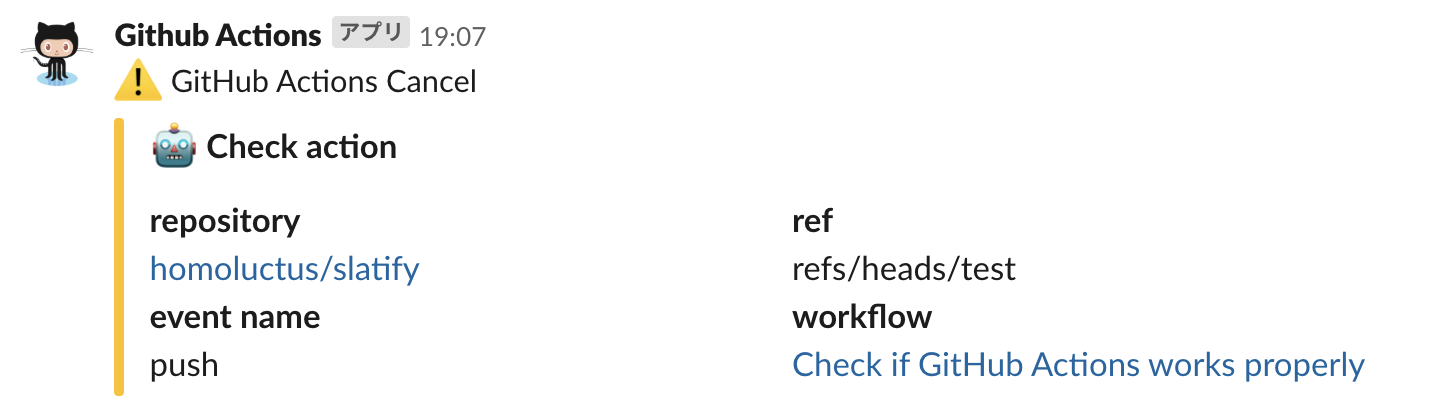 Github Actions アプリ 19:07
GitHub Actions Cancel
Check action
repository
ref
homoluctus/slatify
refs/heads/test
event name
workflow
push
Check if GitHub Actions works properly